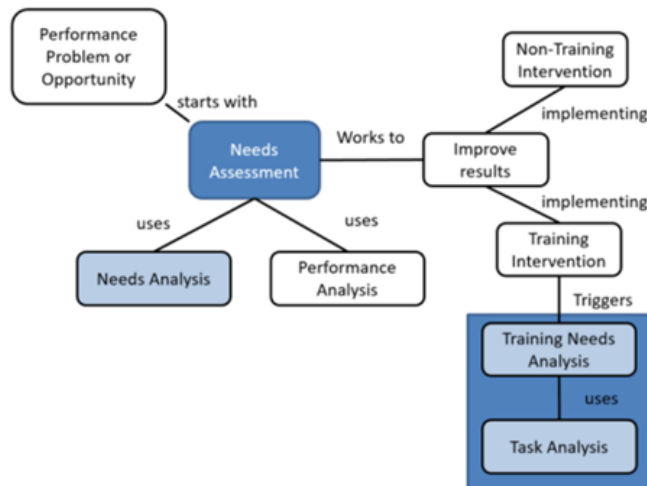 Performance
Problem or
Opportunity
starts with
Needs
Assessment
Works to
Improve
results
Non-Training
Intervention
implementing
implementing
Training
Intervention
uses
uses
Needs Analysis
Performance
Analysis
Triggers
Training Needs
Analysis
uses
Task Analysis